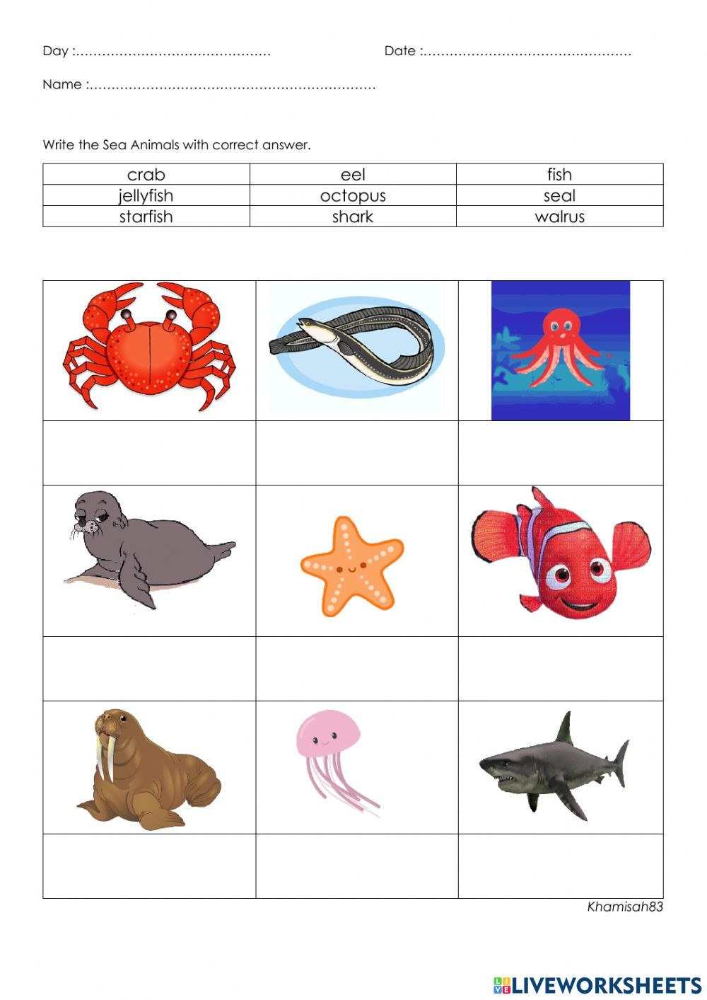 Day :............................................. Date :................................................
Name :..................................................................
Write the Sea Animals with correct answer.
crab eel fish
jellyfish octopus seal
starfish shark walrus
Khamisah83
LIVE LIVEWORKSHEETS